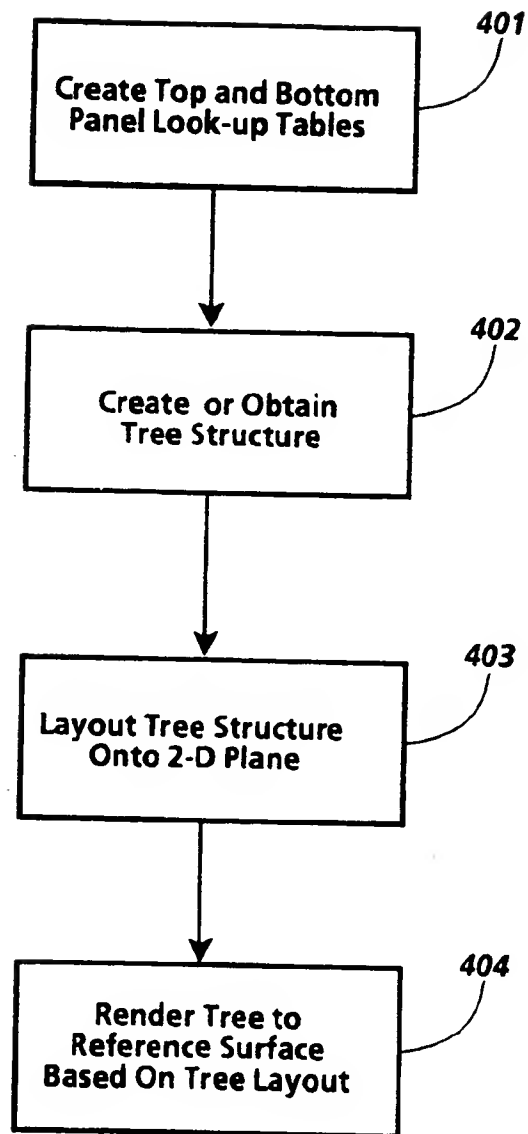 401
Create Top and Bottom
Panel Look-up Tables
402
Create or Obtain
Tree Structure
403
Layout Tree Structure
Onto 2-D Plane
404
Render Tree to
Reference Surface
Based On Tree Layout